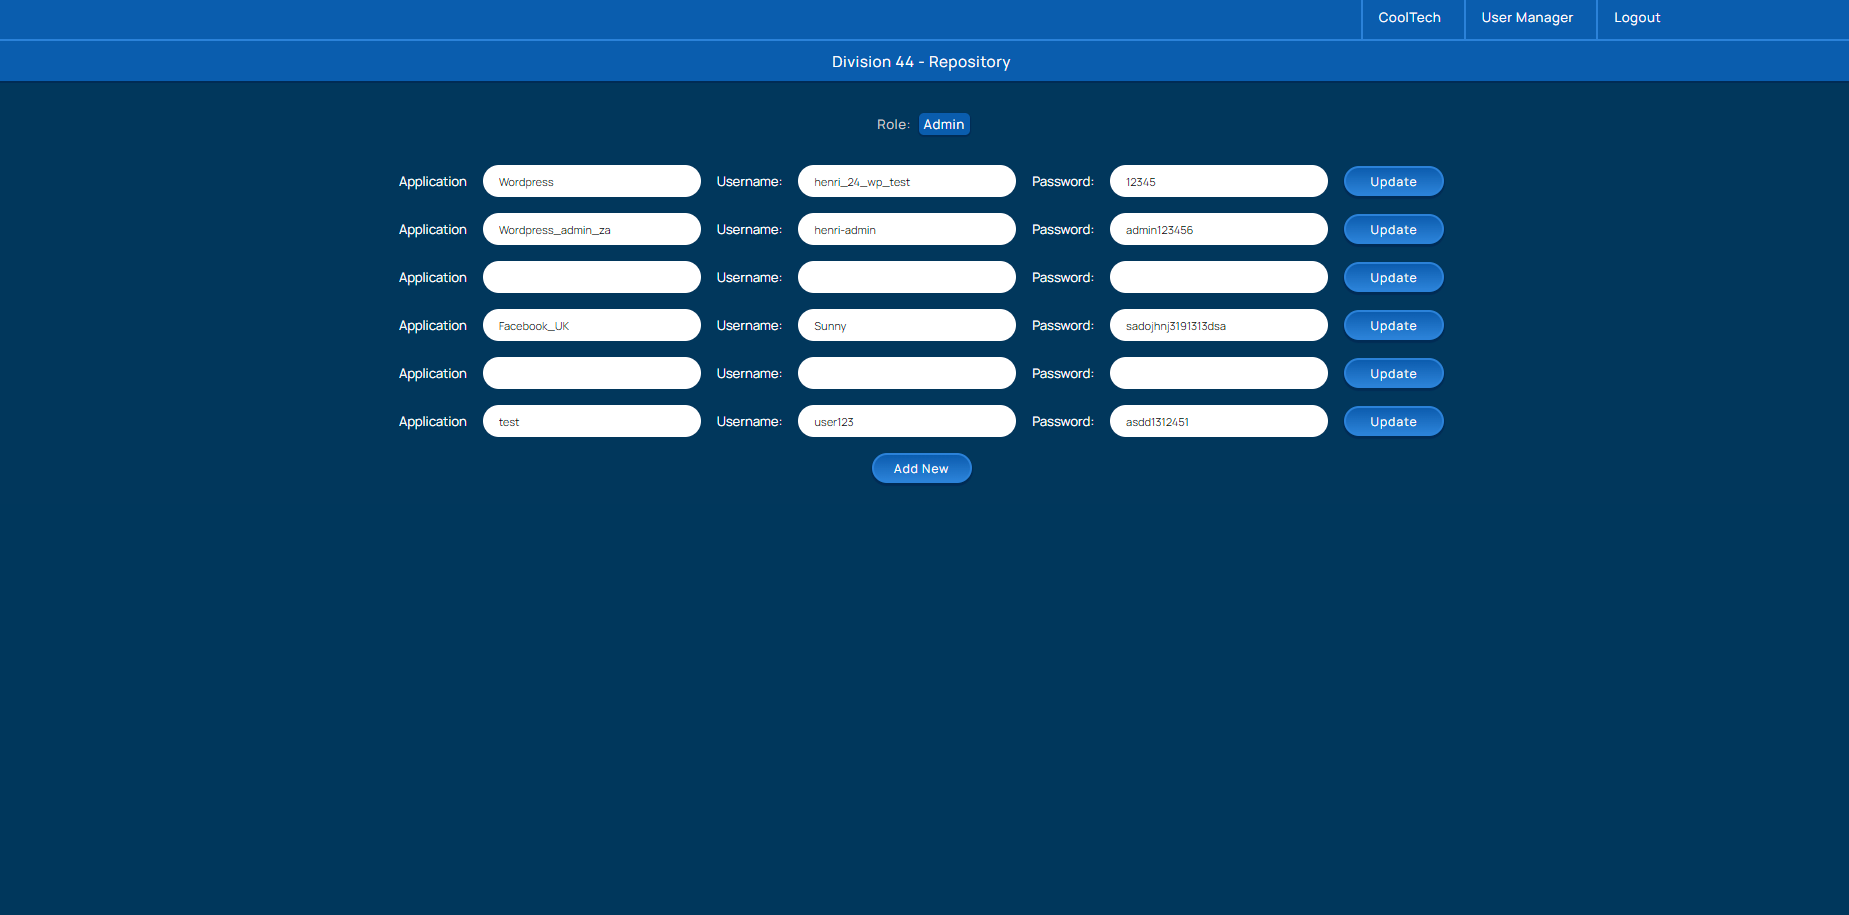 CoolTech User Manager Logout
Division 44 - Repository
Role: Admin
Application Wordpress Username: henri_24_wp_test Password: 12345 Update
Application Wordpress_admin_za Username: henri-admin Password: admin123456 Update
Application Username: Password: Update
Application Facebook_UK Username: Sunny Password: sadojhnj3191313dsa Update
Application Username: Password: Update
Application test Username: user123 Password: asdd1312451 Update
Add New